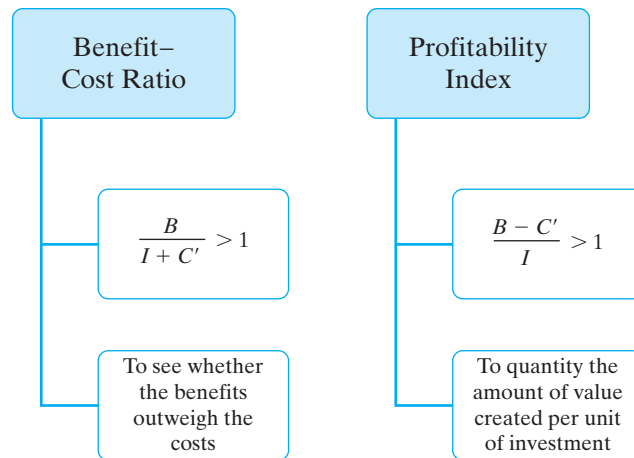 Benefit–
Cost Ratio
B
I + C′
> 1
To see whether
the benefits
outweigh the
costs
Profitability
Index
B − C′
I
> 1
To quantity the
amount of value
created per unit
of investment